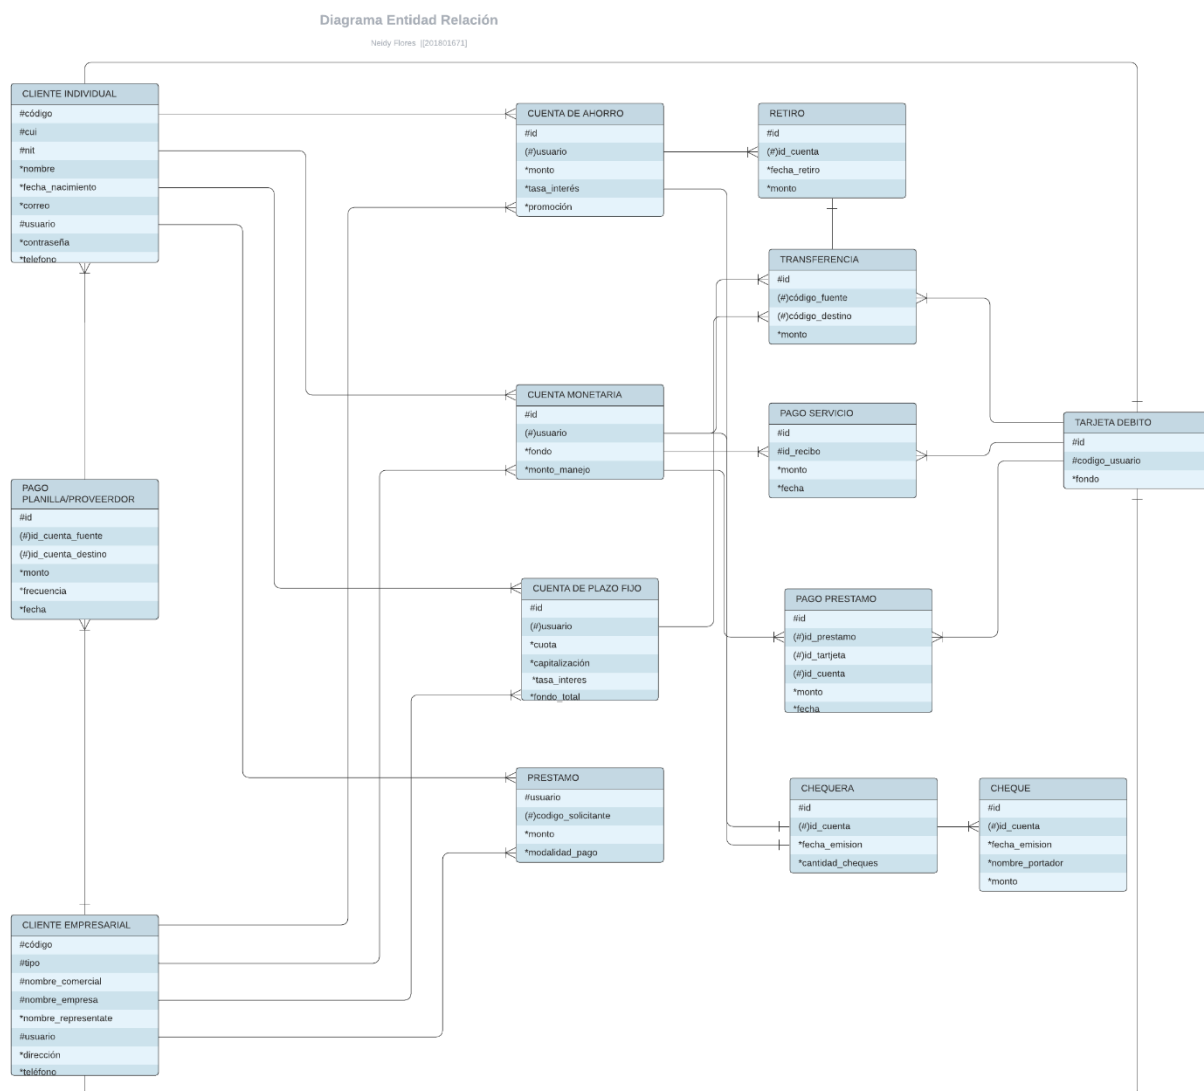 Diagrama Entidad Relación
Neidy Flores |[201801671]
CLIENTE INDIVIDUAL
#código
#cui
#nit
*nombre
*fecha_nacimiento
*correo
#usuario
*contraseña
*telefono
CUENTA DE AHORRO
#id
(#)usuario
*monto
*tasa_interés
*promoción
RETIRO
#id
(#)id_cuenta
*fecha_retiro
*monto
TRANSFERENCIA
#id
(#)código_fuente
(#)código_destino
*monto
CUENTA MONETARIA
#id
(#)usuario
*fondo
*monto_manejo
PAGO SERVICIO
#id
#id_recibo
*monto
*fecha
TARJETA DEBITO
#id
#codigo_usuario
*fondo
PAGO
PLANILLA/PROVEERDOR
#id
(#)id_cuenta_fuente
(#)id_cuenta_destino
*monto
*frecuencia
*fecha
CUENTA DE PLAZO FIJO
#id
(#)usuario
*cuota
*capitalización
*tasa_interes
*fondo_total
PAGO PRESTAMO
#id
(#)id_prestamo
(#)id_tartjeta
(#)id_cuenta
*monto
*fecha
PRESTAMO
#usuario
(#)codigo_solicitante
*monto
*modalidad_pago
CHEQUERA
#id
(#)id_cuenta
*fecha_emision
*cantidad_cheques
CHEQUE
#id
(#)id_cuenta
*fecha_emision
*nombre_portador
*monto
CLIENTE EMPRESARIAL
#código
#tipo
#nombre_comercial
#nombre_empresa
*nombre_representate
#usuario
*dirección
*teléfono